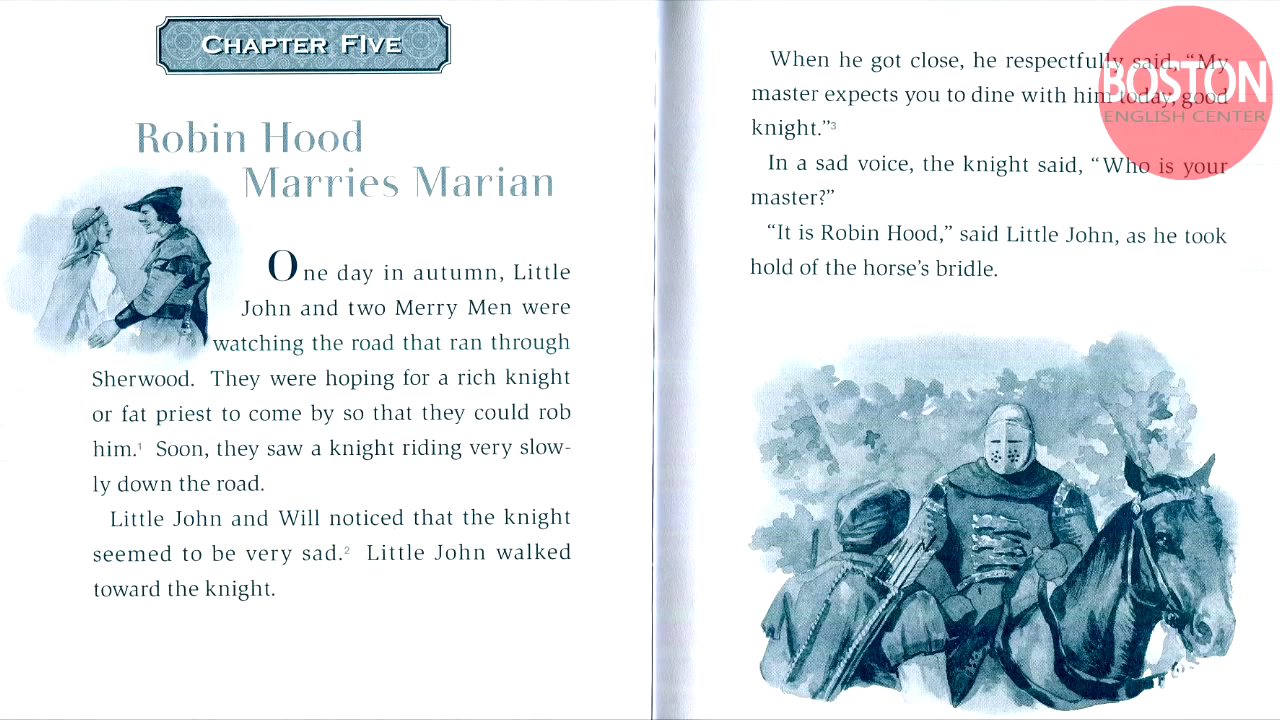 CHAPTER FIVE
Robin Hood
Marries Marian
One day in autumn, Little
John and two Merry Men were
watching the road that ran through
Sherwood. They were hoping for a rich knight
or fat priest to come by so that they could rob
him.¹ Soon, they saw a knight riding very slow-
ly down the road.
Little John and Will noticed that the knight
seemed to be very sad.² Little John walked
toward the knight.
When he got close, he respectfully said, “My
master expects you to dine with him today, good
knight.”³
In a sad voice, the knight said, “Who is your
master?”
“It is Robin Hood,” said Little John, as he took
hold of the horse’s bridle.
BOSTON
ENGLISH CENTER